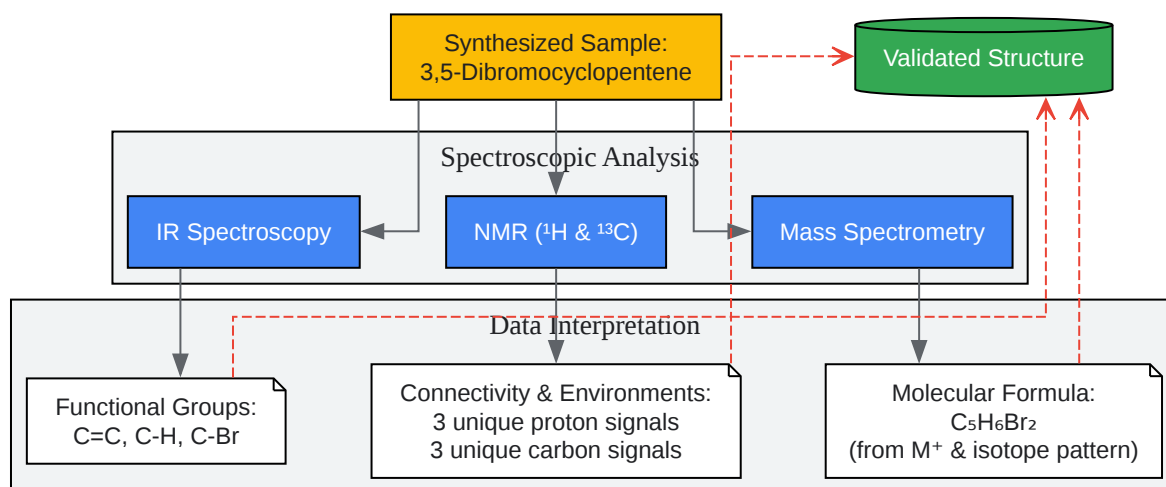 Synthesized Sample:
3,5-Dibromocyclopentene
Validated Structure
Spectroscopic Analysis
IR Spectroscopy
NMR (¹H & ¹³C)
Mass Spectrometry
Data Interpretation
Functional Groups:
C=C, C-H, C-Br
Connectivity & Environments:
3 unique proton signals
3 unique carbon signals
Molecular Formula:
C₅H₆Br₂
(from M⁺ & isotope pattern)